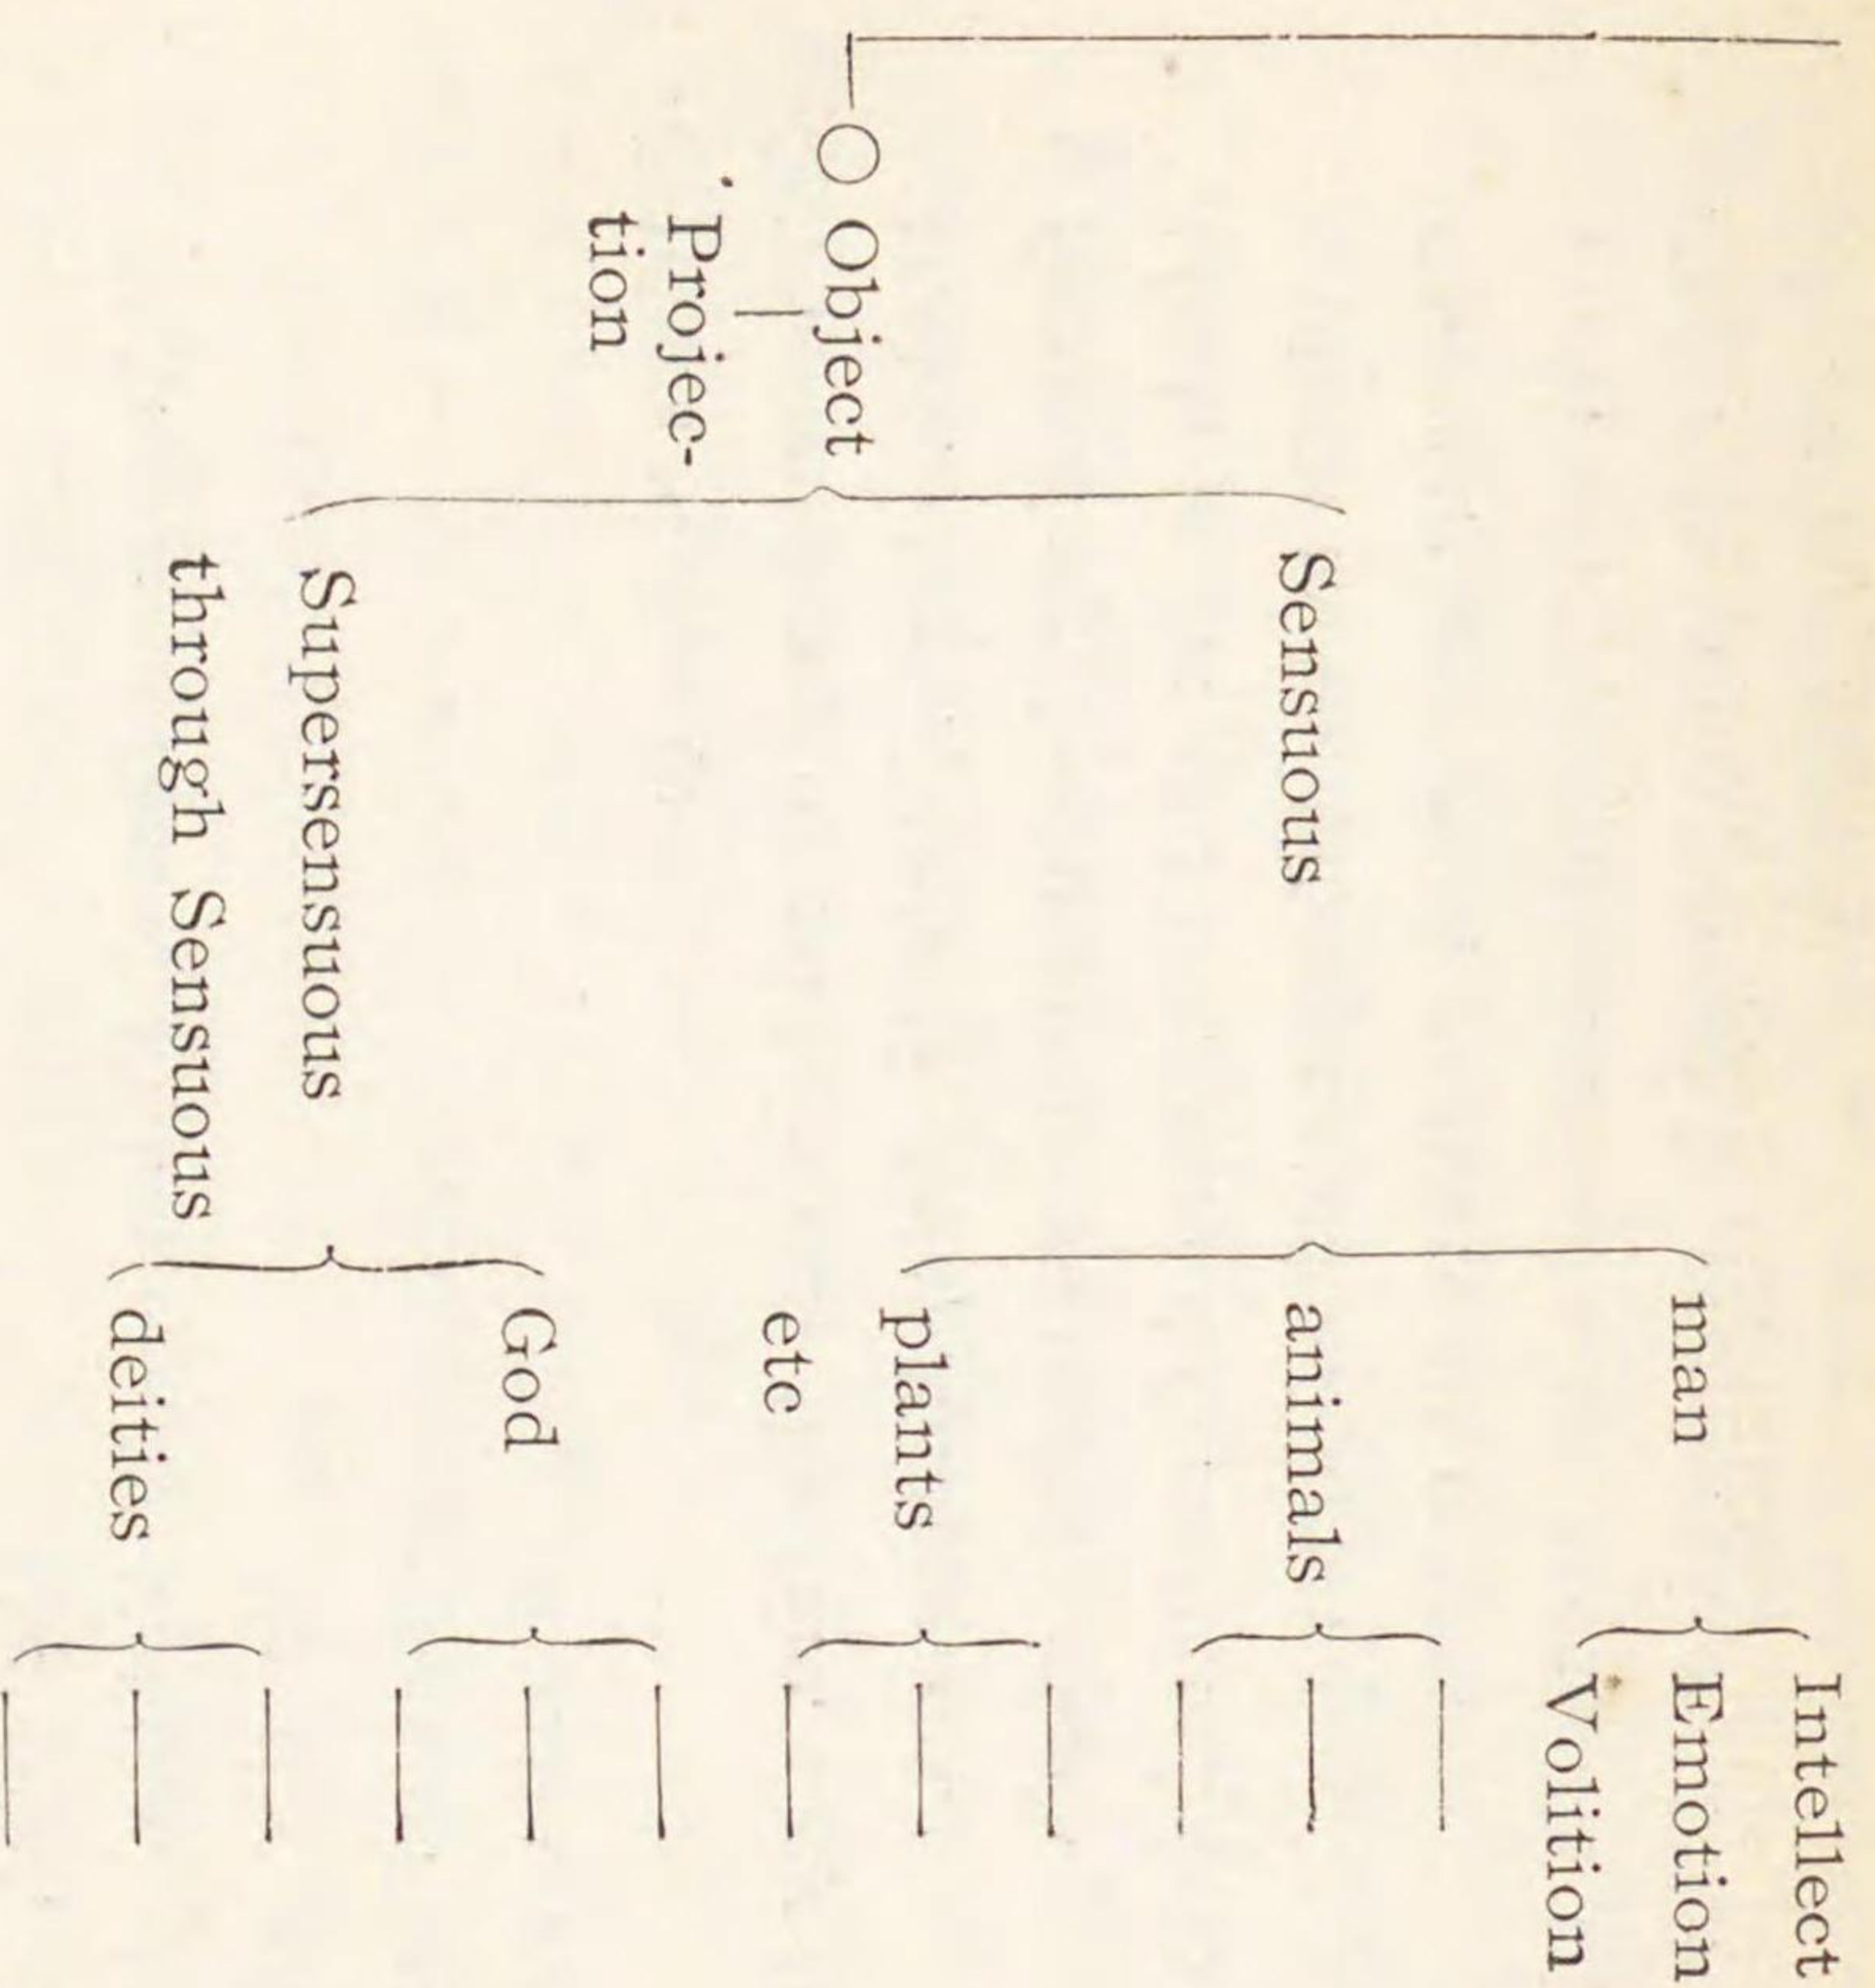 Intellect
man
Emotion
Volition
Sensuous
animals
plants
etc
Object
Projec-
tion
God
Supersensuous
through Sensuous
deities